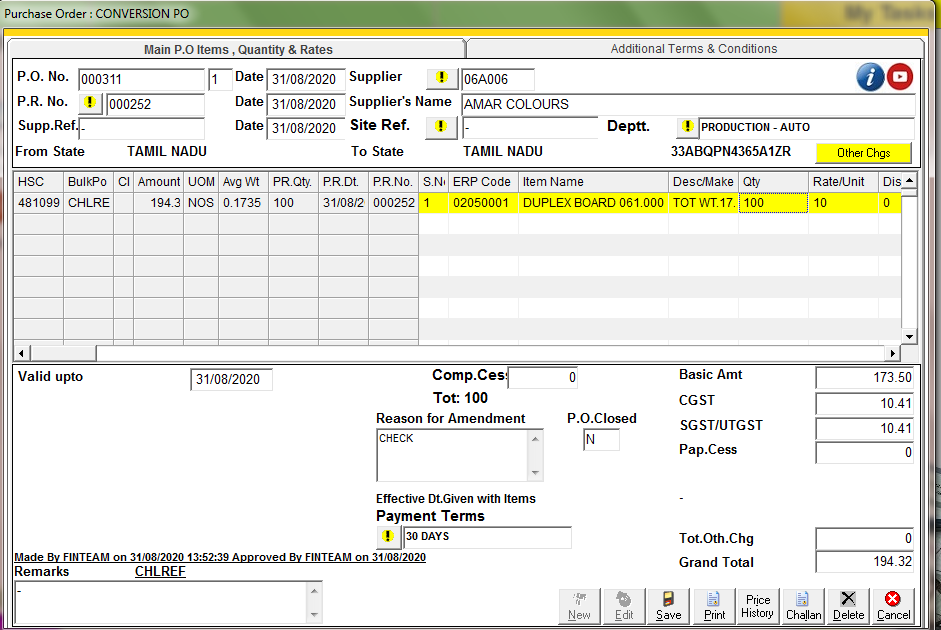 Purchase Order : CONVERSION PO
My Tasks
Main P.O Items , Quantity & Rates
Additional Terms & Conditions
P.O. No. 000311 1 Date 31/08/2020 Supplier 06A006
P.R. No. 000252 Date 31/08/2020 Supplier's Name AMAR COLOURS
Supp.Ref. - Date 31/08/2020 Site Ref. - Deptt. PRODUCTION - AUTO
From State TAMIL NADU To State TAMIL NADU 33ABQPN4365A1ZR Other Chgs
HSC BulkPo Cl Amount UOM Avg Wt PR.Qty. P.R.Dt. P.R.No. S.No ERP Code Item Name Desc/Make Qty Rate/Unit Dis
481099 CHLRE 194.3 NOS 0.1735 100 31/08/2 000252 1 02050001 DUPLEX BOARD 061.000 TOT WT.17. 100 10 0
Valid upto 31/08/2020 Comp.Cess 0 Basic Amt 173.50
Tot: 100 CGST 10.41
Reason for Amendment P.O.Closed SGST/UTGST 10.41
CHECK N Pap.Cess 0
Effective Dt.Given with Items -
Payment Terms
30 DAYS Tot.Oth.Chg 0
Made By FINTEAM on 31/08/2020 13:52:39 Approved By FINTEAM on 31/08/2020
Grand Total 194.32
Remarks CHLREF
-
New Edit Save Print Price History Challan Delete Cancel